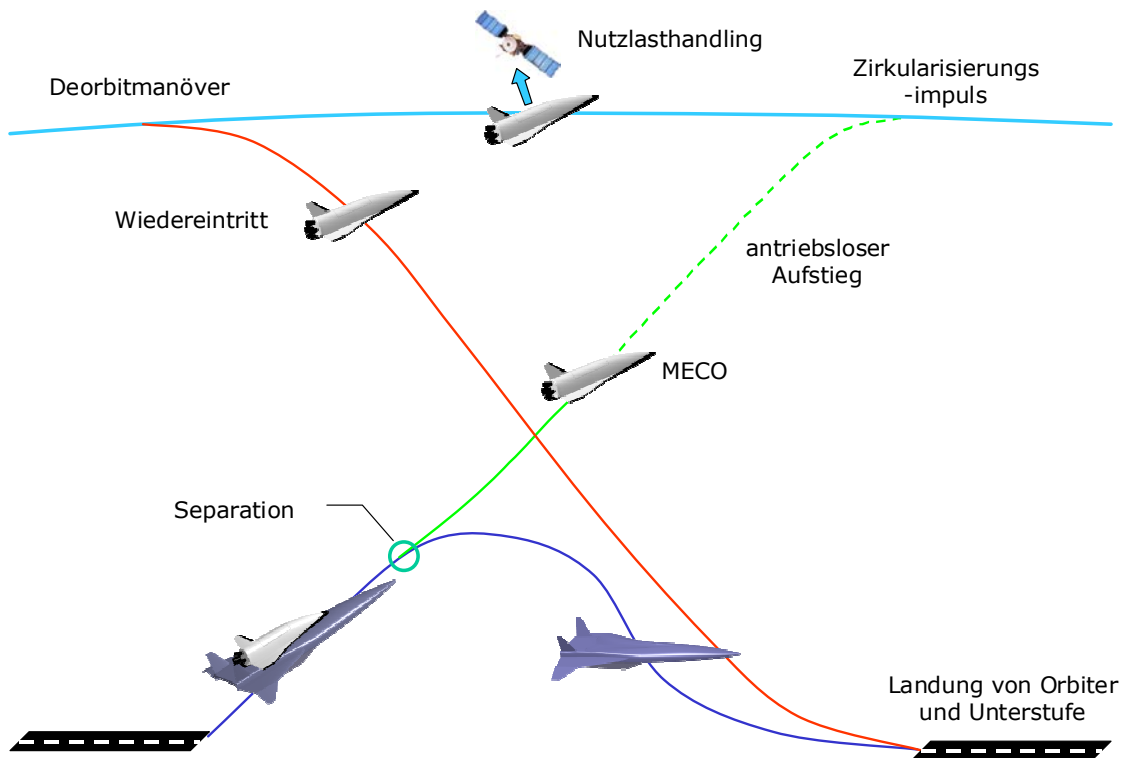 Nutzlasthandling
Deorbitmanöver
Zirkularisierungs
-impuls
Wiedereintritt
antriebsloser
Aufstieg
MECO
Separation
Landung von Orbiter
und Unterstufe